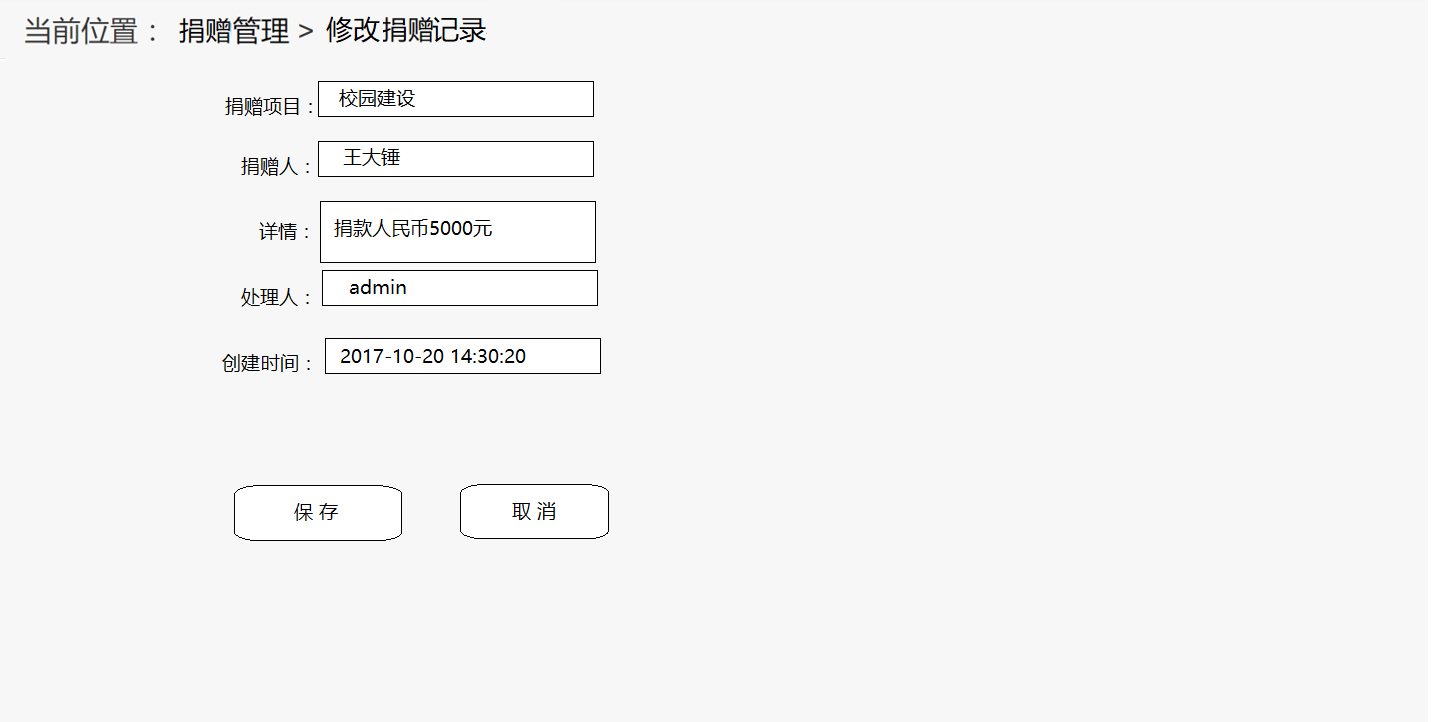 当前位置： 捐赠管理 > 修改捐赠记录
捐赠项目： 校园建设
捐赠人： 王大锤
详情： 捐款人民币5000元
处理人： admin
创建时间： 2017-10-20 14:30:20
保 存 取 消